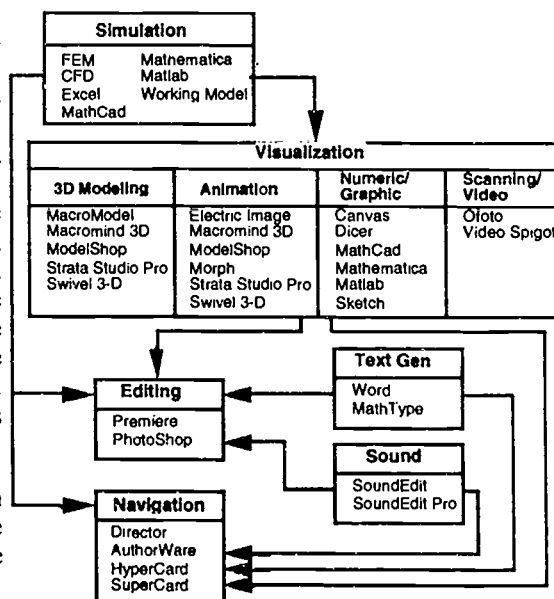 Simulation
FEM Mathematica
CFD Matlab
Excel Working Model
MathCad
Visualization
3D Modeling
MacroModel
Macromind 3D
ModelShop
Strata Studio Pro
Swivel 3-D
Animation
Electric Image
Macromind 3D
ModelShop
Morph
Strata Studio Pro
Swivel 3-D
Numeric/
Graphic
Canvas
Dicer
MathCad
Mathematica
Matlab
Sketch
Scanning/
Video
Ofoto
Video Spigot
Editing
Premiere
PhotoShop
Text Gen
Word
MathType
Sound
SoundEdit
SoundEdit Pro
Navigation
Director
AuthorWare
HyperCard
SuperCard